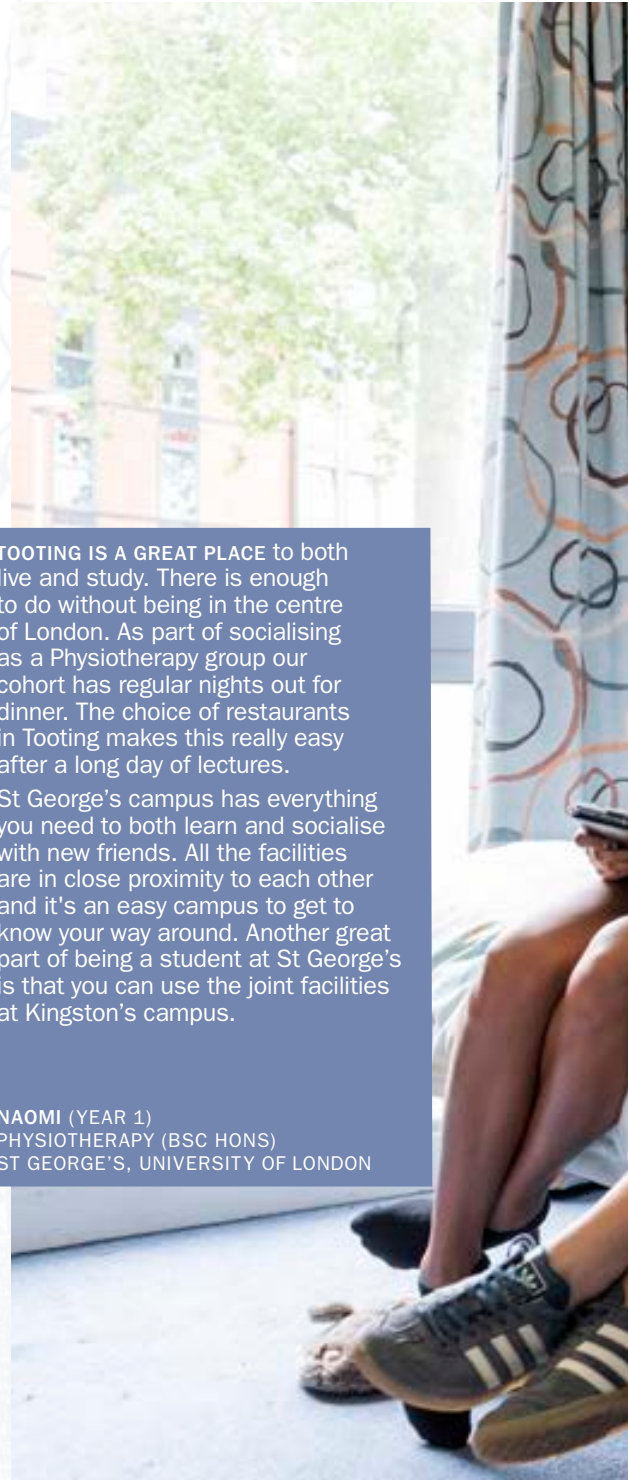 TOOTING IS A GREAT PLACE to both
live and study. There is enough
to do without being in the centre
of London. As part of socialising
as a Physiotherapy group our
cohort has regular nights out for
dinner. The choice of restaurants
in Tooting makes this really easy
after a long day of lectures.
St George’s campus has everything
you need to both learn and socialise
with new friends. All the facilities
are in close proximity to each other
and it's an easy campus to get to
know your way around. Another great
part of being a student at St George’s
is that you can use the joint facilities
at Kingston’s campus.
NAOMI (YEAR 1)
PHYSIOTHERAPY (BSC HONS)
ST GEORGE’S, UNIVERSITY OF LONDON